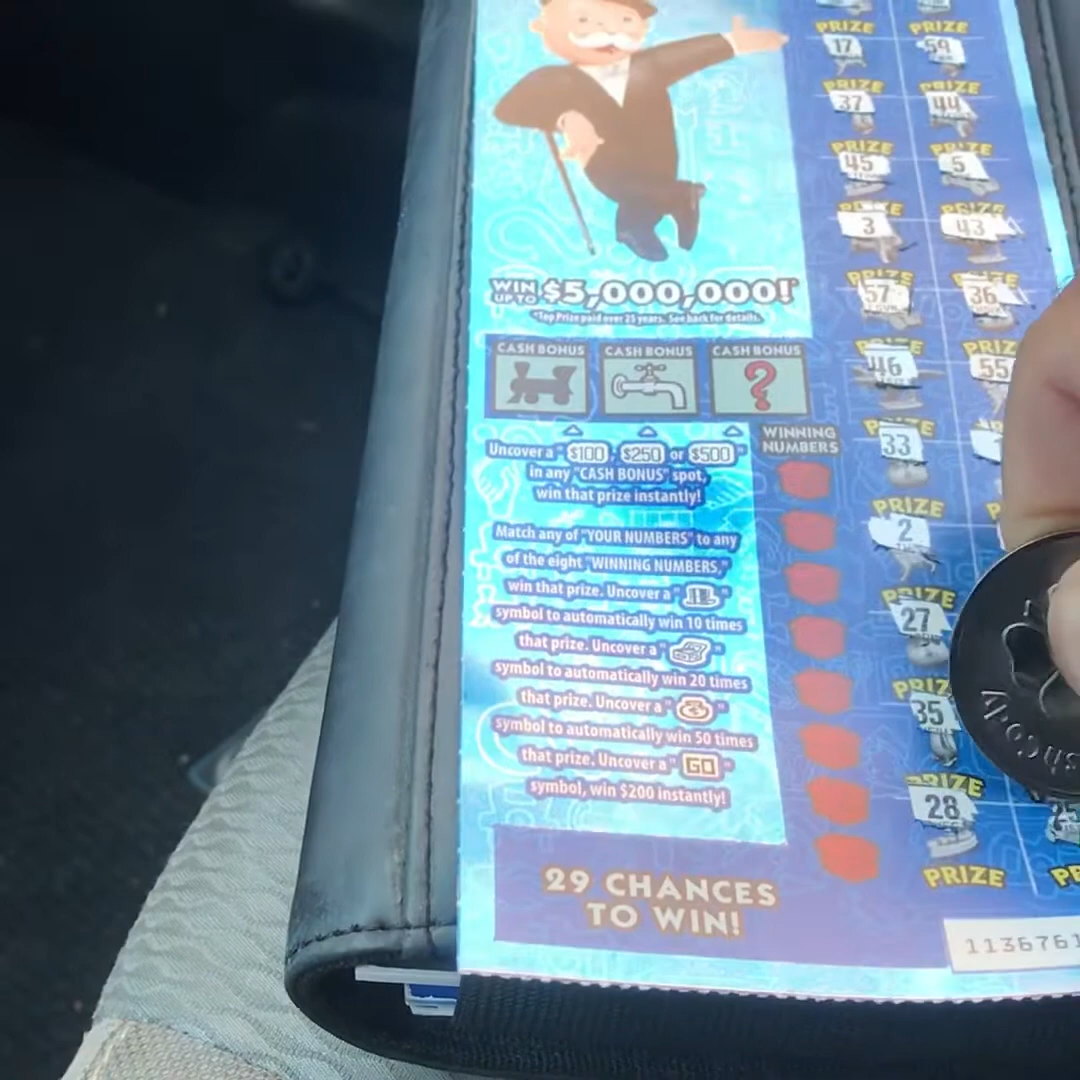 WIN UP TO $5,000,000!*
*Top Prize paid over 25 years. See back for details.
CASH BONUS CASH BONUS CASH BONUS
?
Uncover a "$100, $250 or $500"
in any "CASH BONUS" spot,
win that prize instantly!
Match any of "YOUR NUMBERS" to any
of the eight "WINNING NUMBERS,"
win that prize. Uncover a " "
symbol to automatically win 10 times
that prize. Uncover a " "
symbol to automatically win 20 times
that prize. Uncover a " "
symbol to automatically win 50 times
that prize. Uncover a "GO"
symbol, win $200 instantly!
29 CHANCES
TO WIN!
WINNING
NUMBERS
PRIZE PRIZE
17 59
PRIZE PRIZE
37 44
PRIZE PRIZE
45 5
PRIZE PRIZE
3 43
PRIZE PRIZE
57 36
PRIZE PRIZE
46 55
PRIZE
33
PRIZE
2
PRIZE
27
PRIZE
35
PRIZE
28 25
PRIZE
1136761